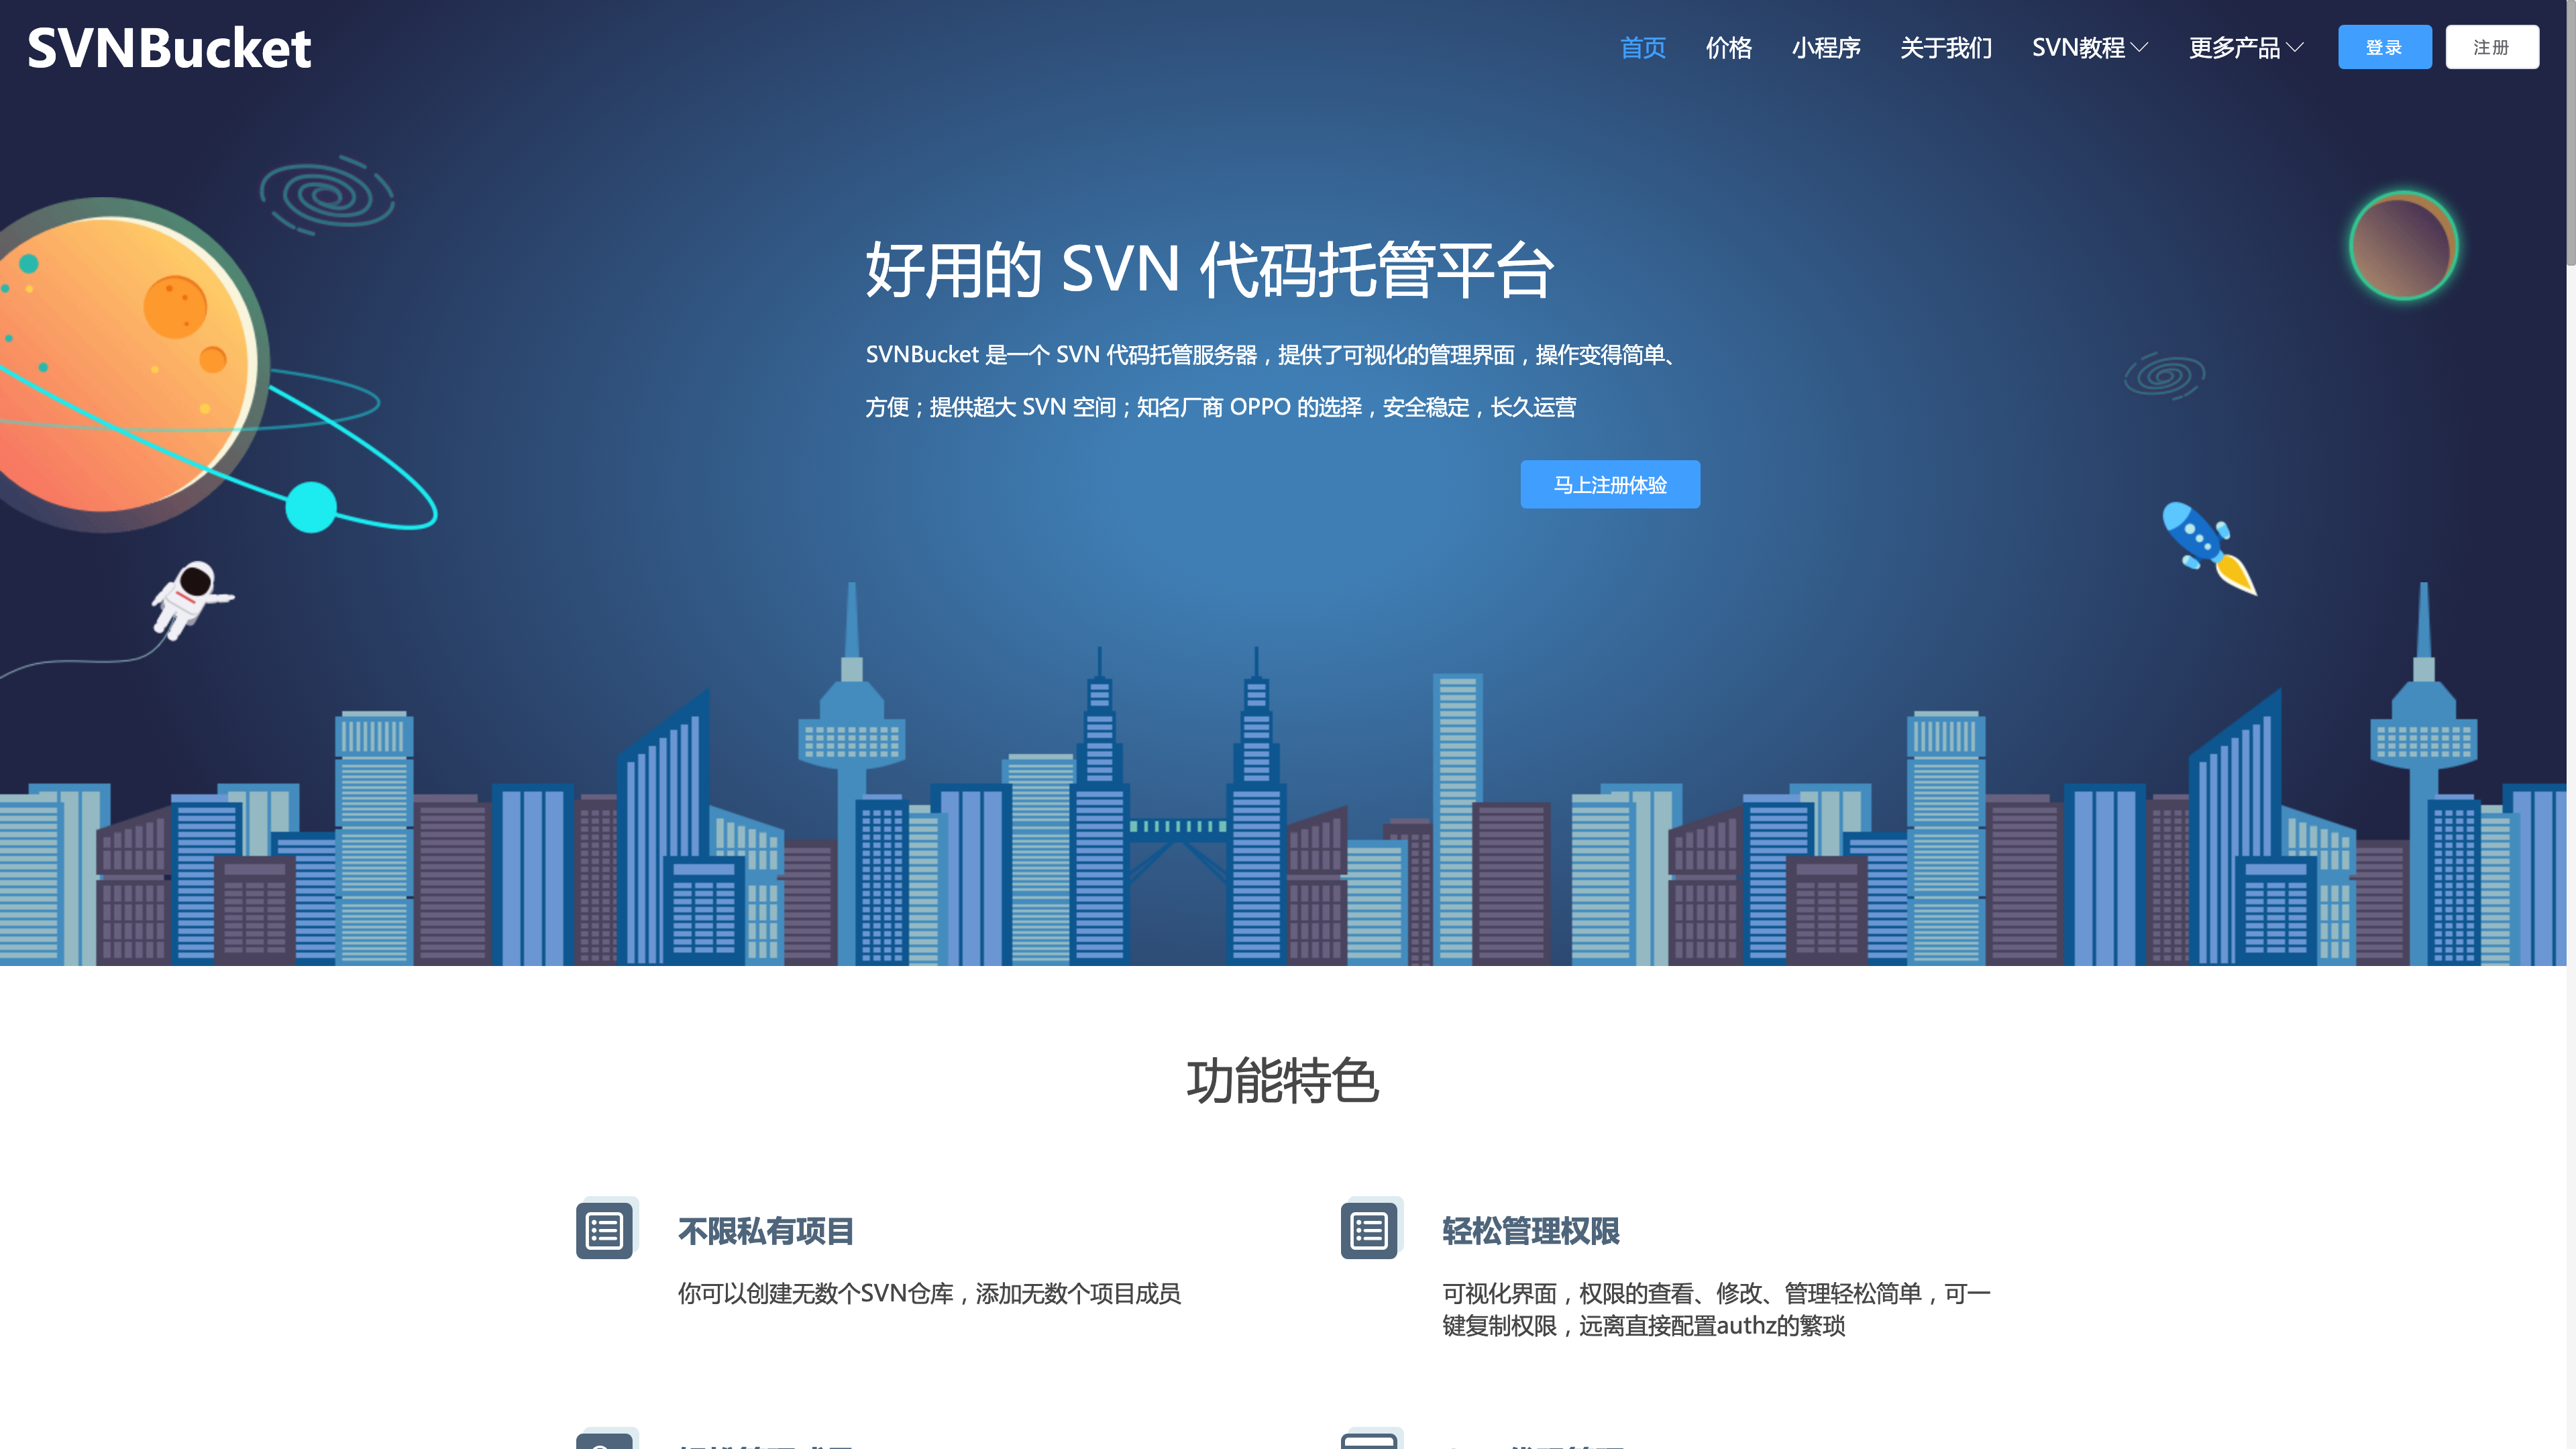 SVNBucket
首页 价格 小程序 关于我们 SVN教程 更多产品 登录 注册
好用的 SVN 代码托管平台
SVNBucket 是一个 SVN 代码托管服务器，提供了可视化的管理界面，操作变得简单、
方便；提供超大 SVN 空间；知名厂商 OPPO 的选择，安全稳定，长久运营
马上注册体验
功能特色
不限私有项目
你可以创建无数个SVN仓库，添加无数个项目成员
轻松管理权限
可视化界面，权限的查看、修改、管理轻松简单，可一
键复制权限，远离直接配置authz的繁琐